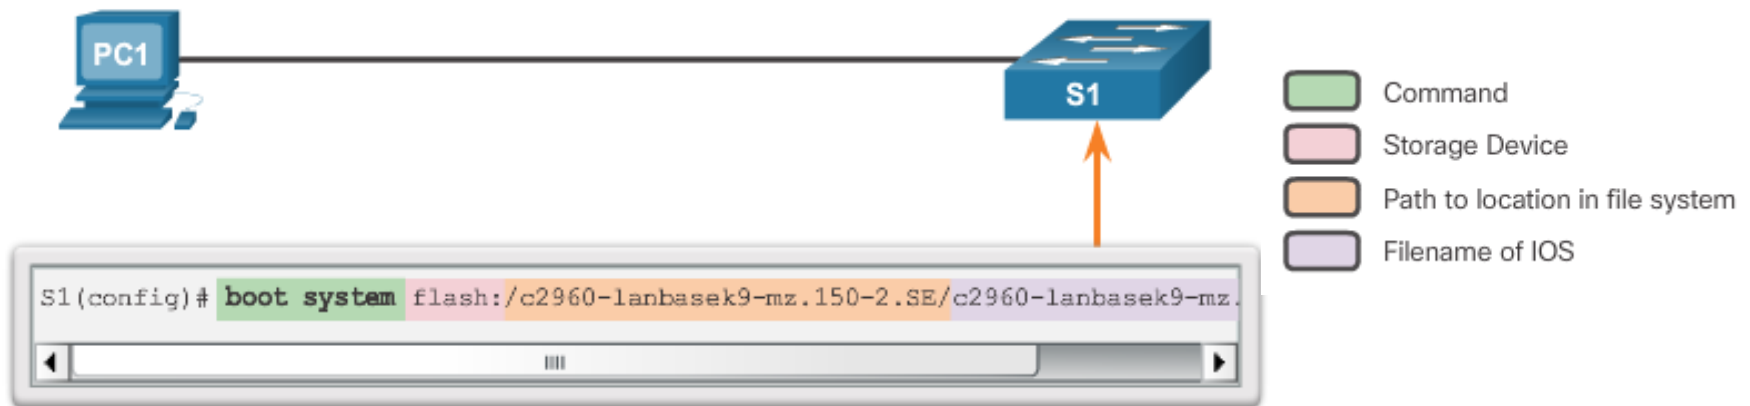 PC1
S1
Command
Storage Device
Path to location in file system
Filename of IOS
S1(config)# boot system flash:/c2960-lanbasek9-mz.150-2.SE/c2960-lanbasek9-mz.